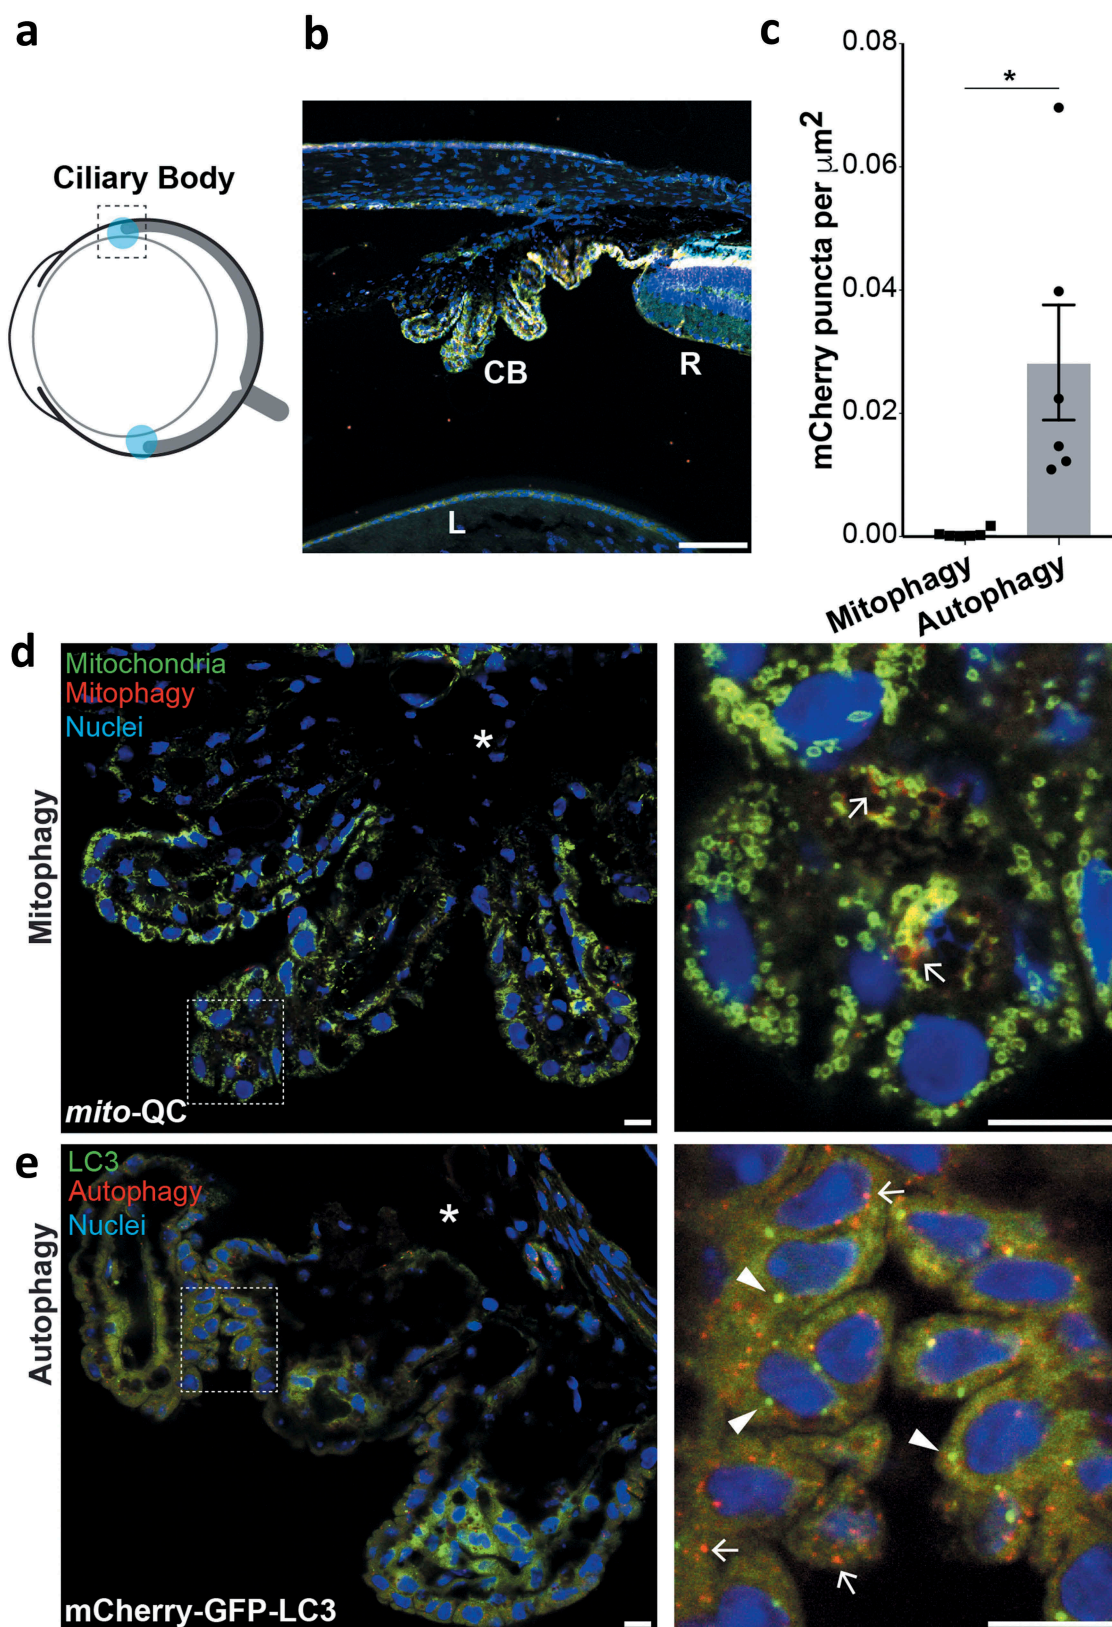 a
Ciliary Body
b
CB
R
L
c
mCherry puncta per μm2
0.08
0.06
0.04
0.02
0.00
*
Mitophagy
Autophagy
d
Mitophagy
Mitochondria
Mitophagy
Nuclei
*
mito-QC
e
Autophagy
LC3
Autophagy
Nuclei
*
mCherry-GFP-LC3